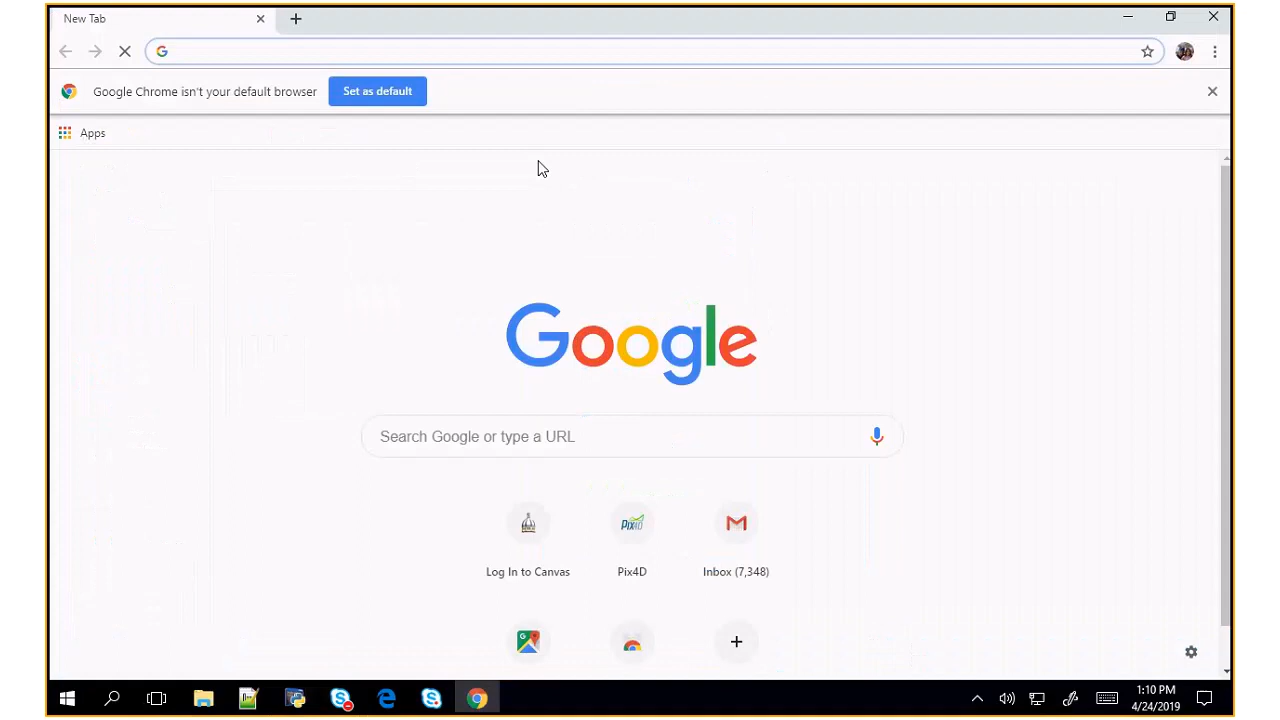 New Tab
Google Chrome isn't your default browser
Set as default
Apps
Google
Search Google or type a URL
Log In to Canvas
Pix4D
Inbox (7,348)
1:10 PM
4/24/2019